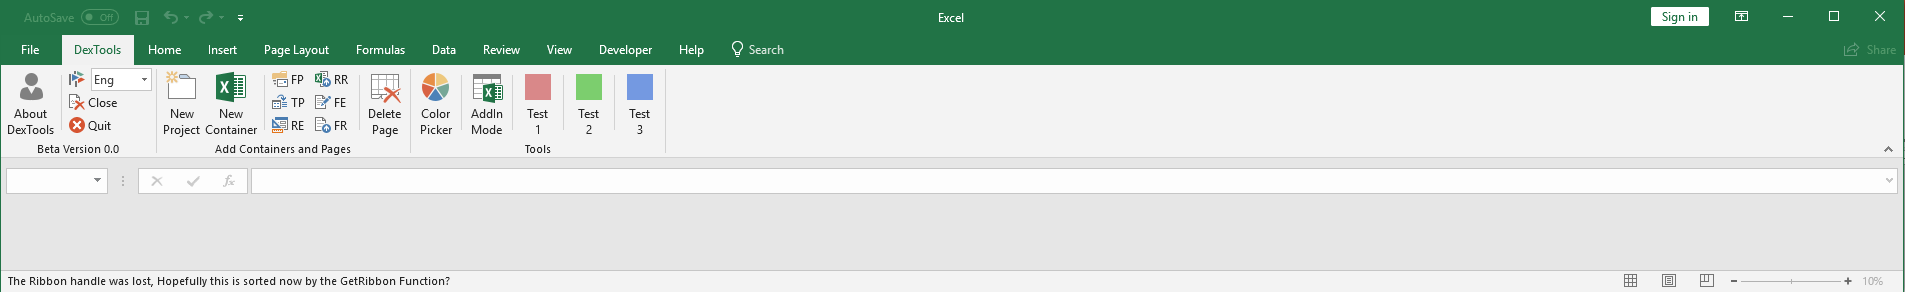 AutoSave Off Excel Sign in
File DexTools Home Insert Page Layout Formulas Data Review View Developer Help Search Share
Eng FP RR
Close TP FE
Quit RE FR
About New New Delete Color AddIn Test Test Test
DexTools Project Container Page Picker Mode 1 2 3
Beta Version 0.0 Add Containers and Pages Tools
fx
The Ribbon handle was lost, Hopefully this is sorted now by the GetRibbon Function? 10%